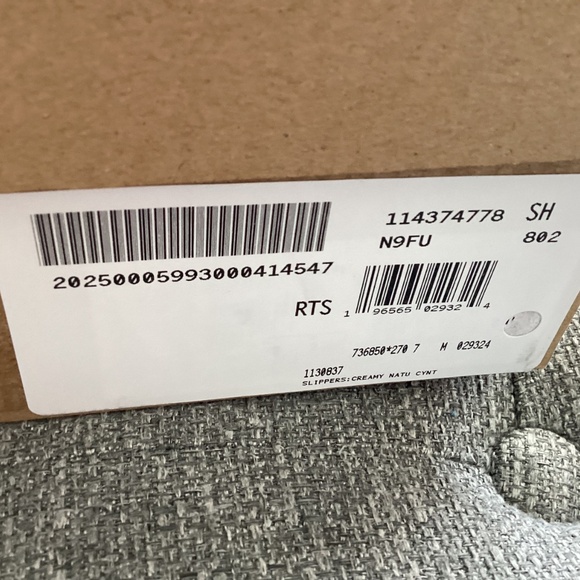 114374778 SH
N9FU 802
20250005993000414547
RTS 1 96565 02932 4
736850*270 7 M 029324
1130837
SLIPPERS:CREAMY NATU CYNT